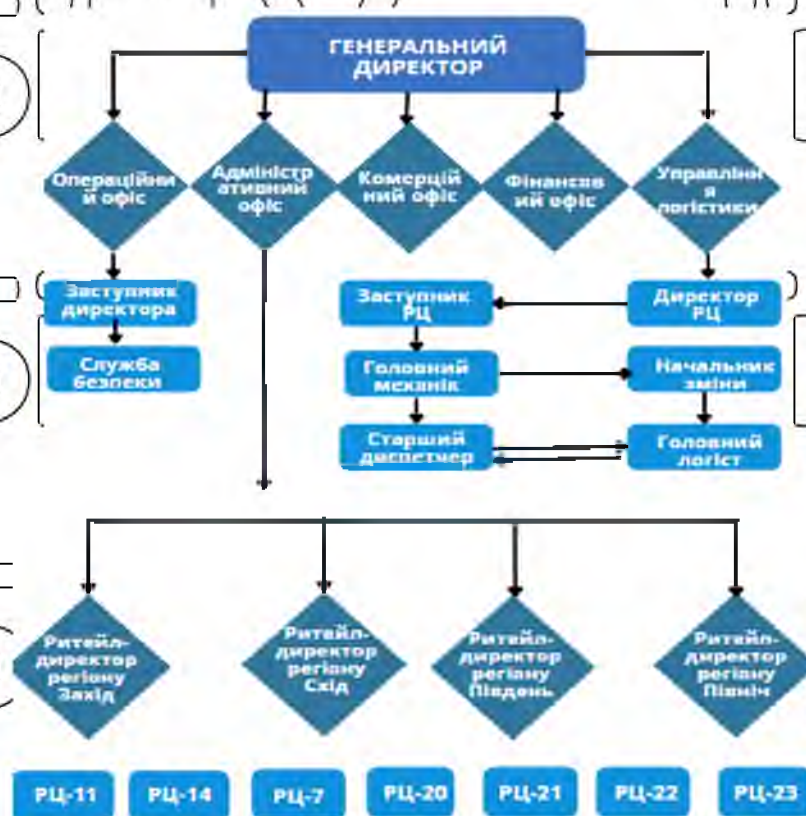 ГЕНЕРАЛЬНИЙ
ДИРЕКТОР
Операційни
й офіс
Адміністр
ативний
офіс
Комерцій
ний офіс
Фінансов
ий офіс
Управлінн
я
логістики
Заступник
директора
Заступник
РЦ
Директор
РЦ
Служба
безпеки
Головний
механік
Начальник
зміни
Старший
диспетчер
Головний
логіст
Ритейл-
директор
регіону
Захід
Ритейл-
директор
регіону
Схід
Ритейл-
директор
регіону
Південь
Ритейл-
директор
регіону
Північ
РЦ-11
РЦ-14
РЦ-7
РЦ-20
РЦ-21
РЦ-22
РЦ-23